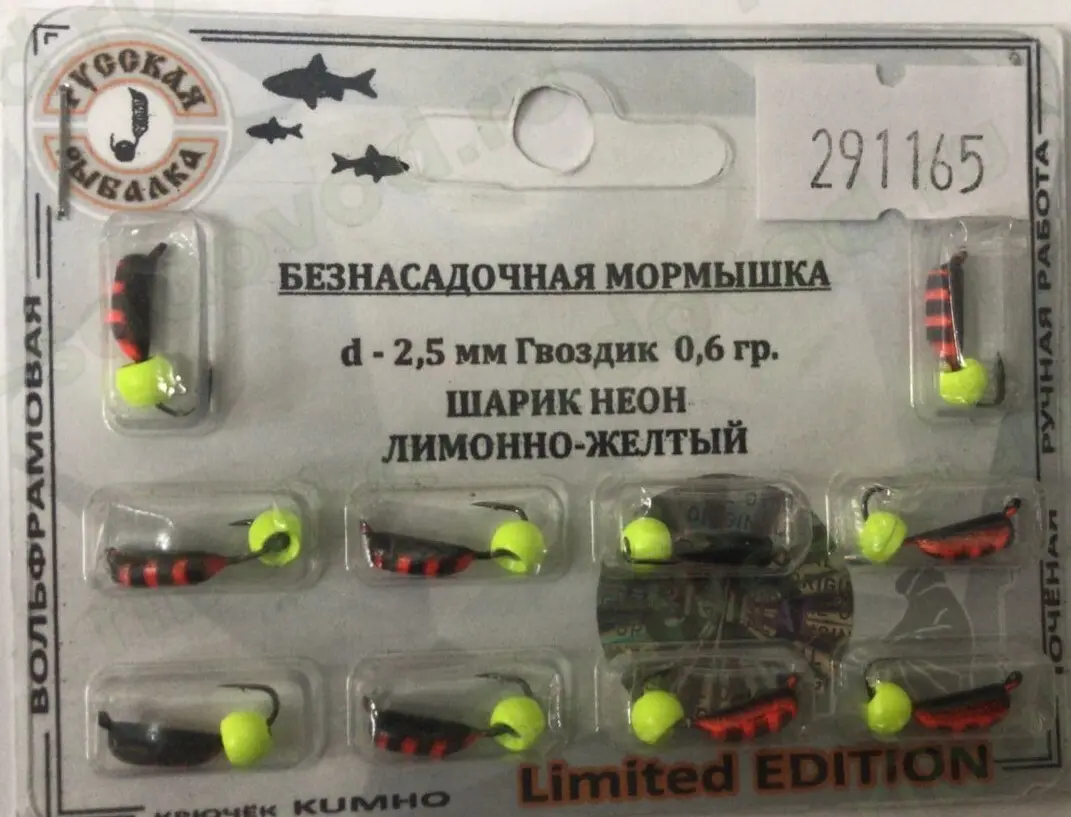 РУССКАЯ
РЫБАЛКА
291165
БЕЗНАСАДОЧНАЯ МОРМЫШКА
d - 2,5 мм Гвоздик 0,6 гр.
ШАРИК НЕОН
ЛИМОННО-ЖЕЛТЫЙ
ВОЛЬФРАМОВАЯ
РУЧНАЯ РАБОТА
Limited EDITION
КРЮЧЁК KUMHO